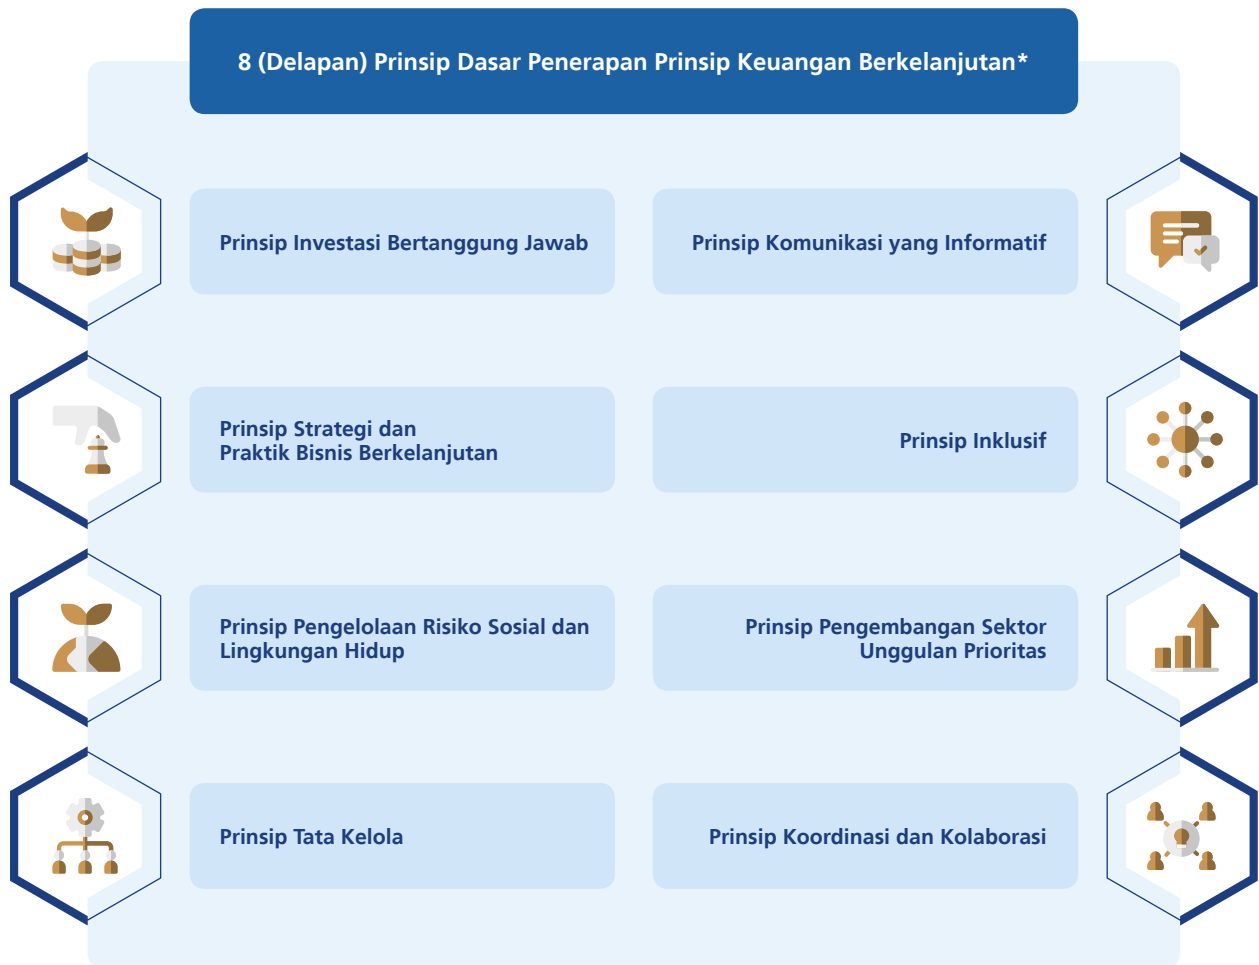 8 (Delapan) Prinsip Dasar Penerapan Prinsip Keuangan Berkelanjutan*
Prinsip Investasi Bertanggung Jawab
Prinsip Komunikasi yang Informatif
Prinsip Strategi dan
Praktik Bisnis Berkelanjutan
Prinsip Inklusif
Prinsip Pengelolaan Risiko Sosial dan
Lingkungan Hidup
Prinsip Pengembangan Sektor
Unggulan Prioritas
Prinsip Tata Kelola
Prinsip Koordinasi dan Kolaborasi